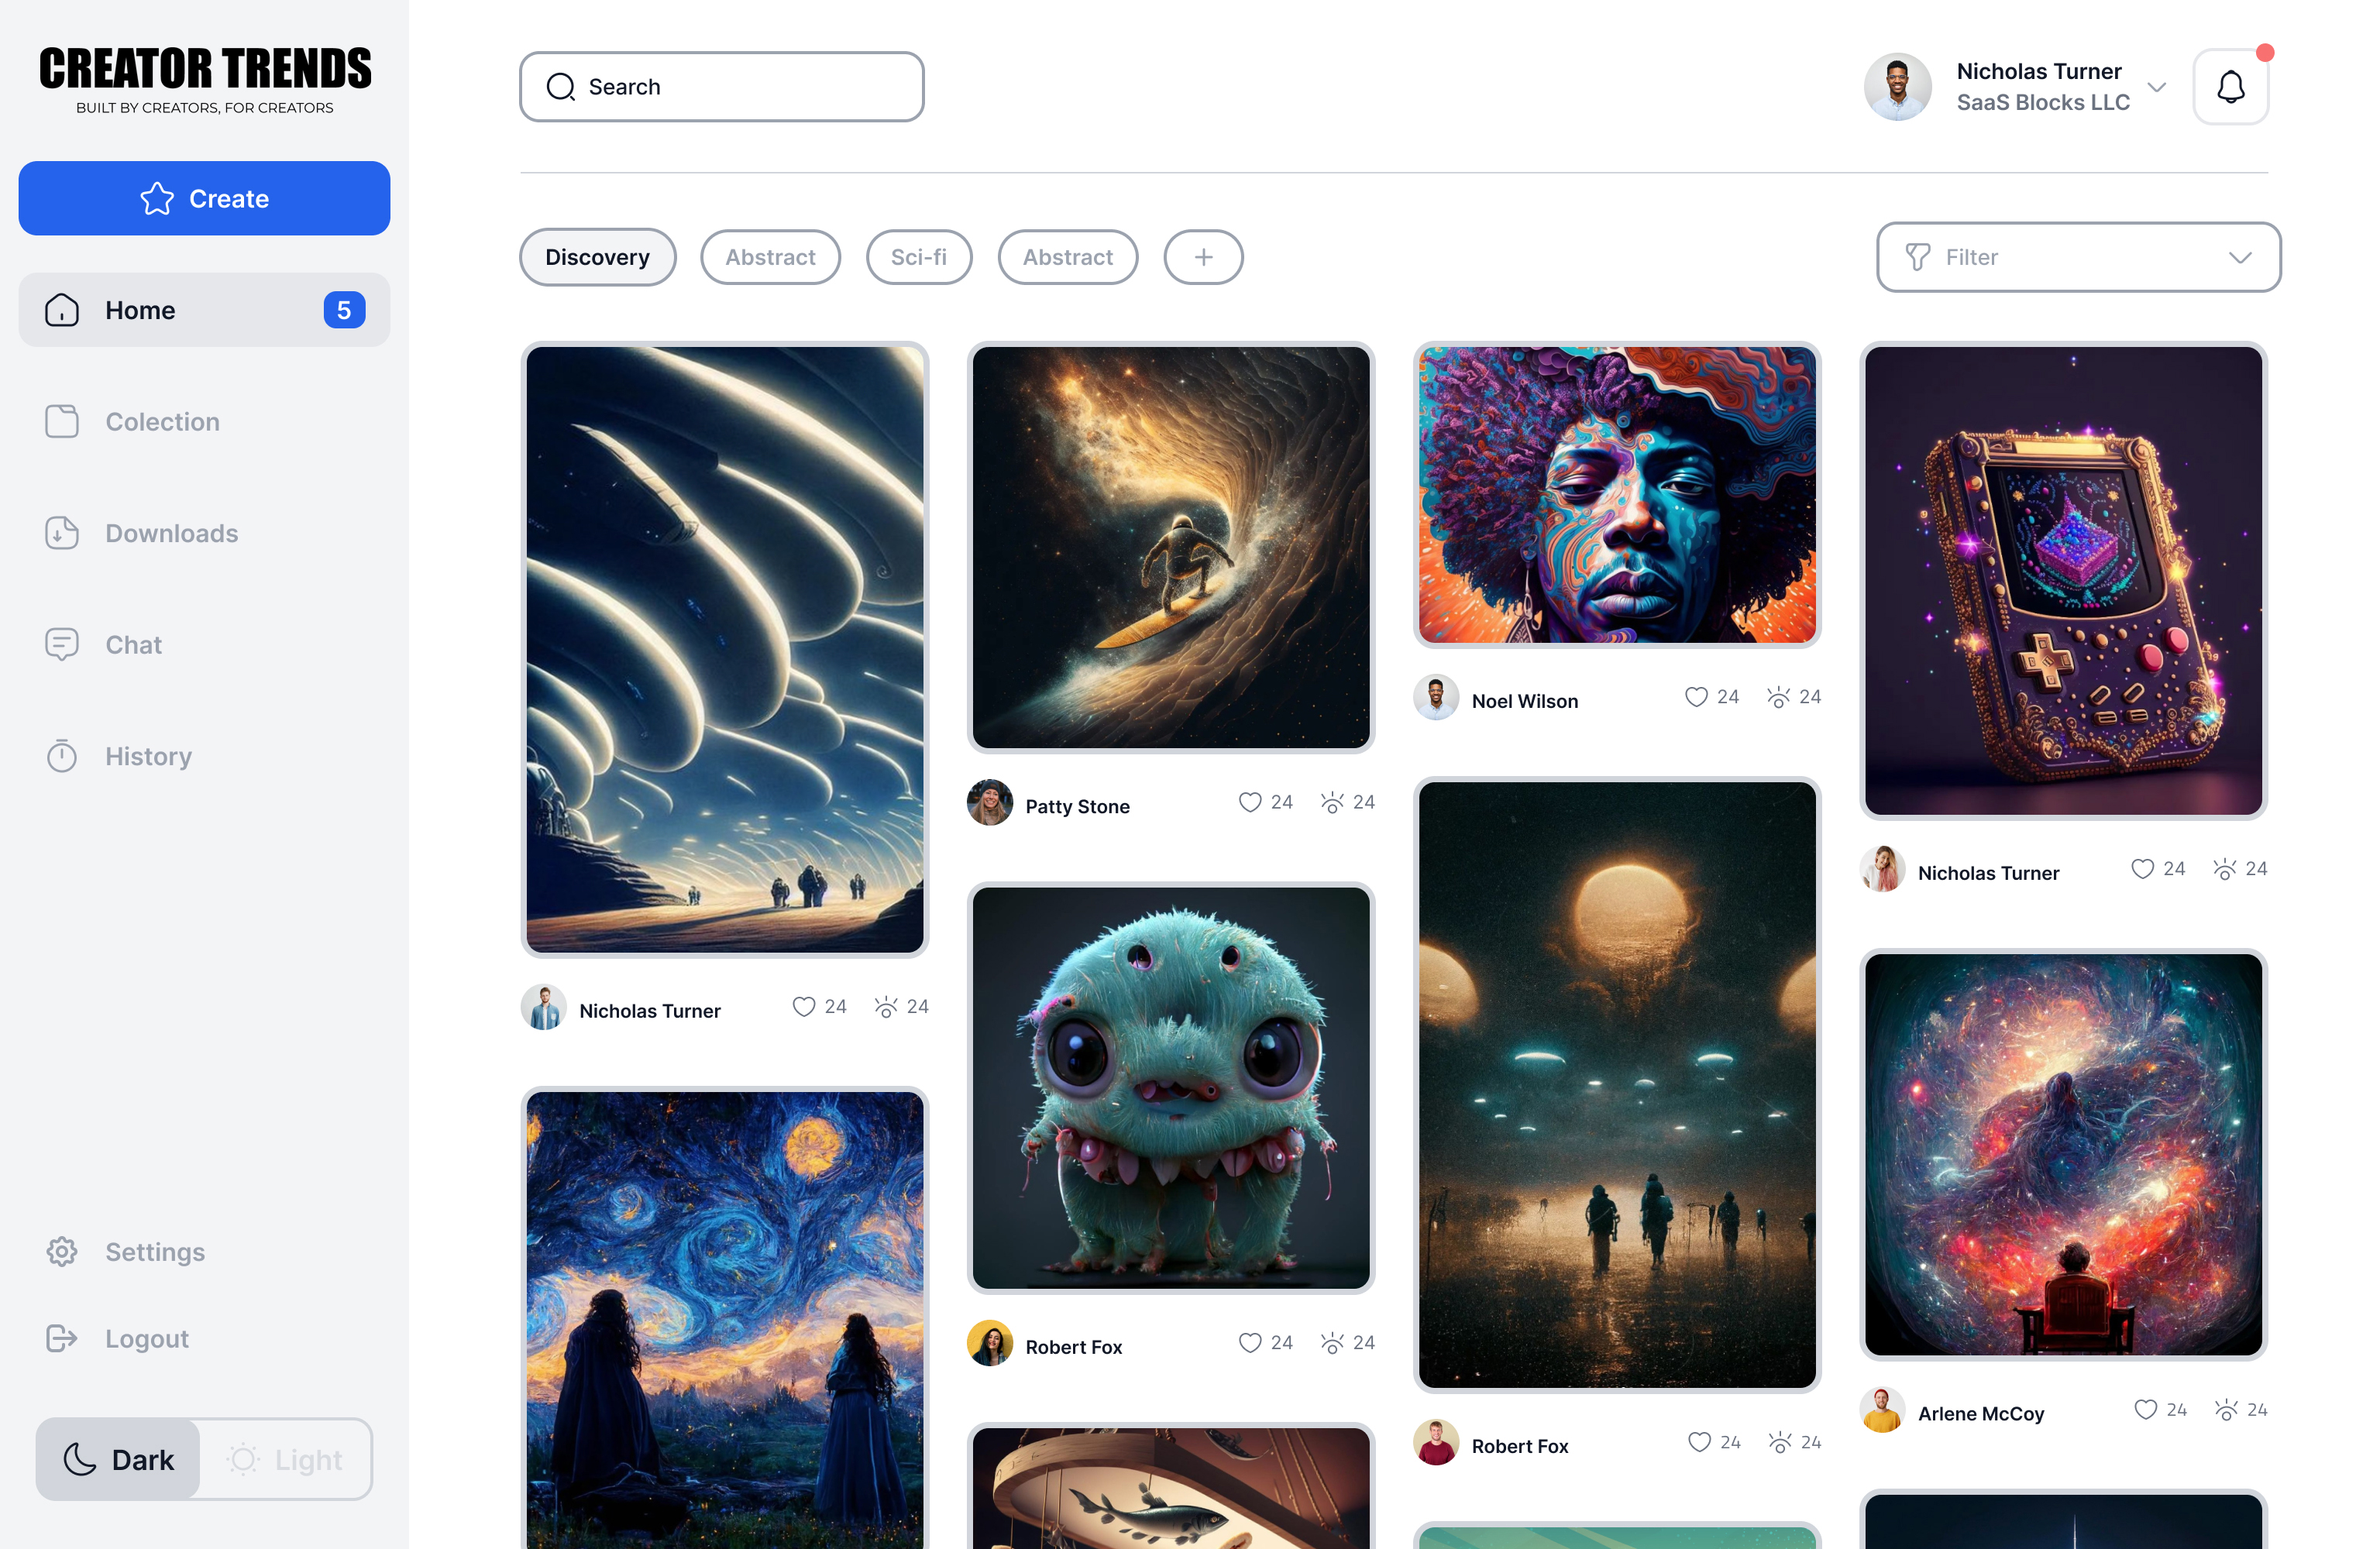 CREATOR TRENDS
BUILT BY CREATORS, FOR CREATORS
Create
Home 5
Colection
Downloads
Chat
History
Settings
Logout
Dark Light
Search
Nicholas Turner
SaaS Blocks LLC
Discovery Abstract Sci-fi Abstract +
Filter
Nicholas Turner 24 24
Patty Stone 24 24
Robert Fox 24 24
Noel Wilson 24 24
Robert Fox 24 24
Nicholas Turner 24 24
Arlene McCoy 24 24